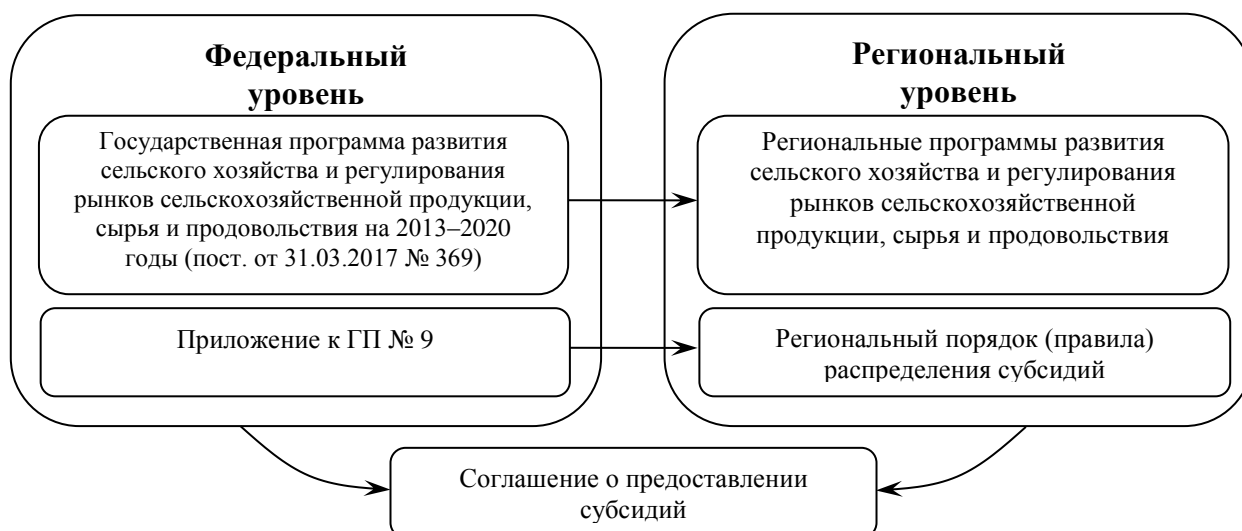 Федеральный
уровень
Государственная программа развития
сельского хозяйства и регулирования
рынков сельскохозяйственной продукции,
сырья и продовольствия на 2013–2020
годы (пост. от 31.03.2017 № 369)
Приложение к ГП № 9
Региональный
уровень
Региональные программы развития
сельского хозяйства и регулирования
рынков сельскохозяйственной
продукции, сырья и продовольствия
Региональный порядок (правила)
распределения субсидий
Соглашение о предоставлении
субсидий